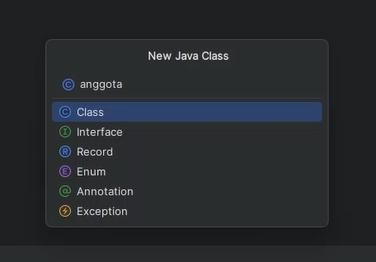 New Java Class
C anggota
C Class
I Interface
R Record
E Enum
@ Annotation
Exception